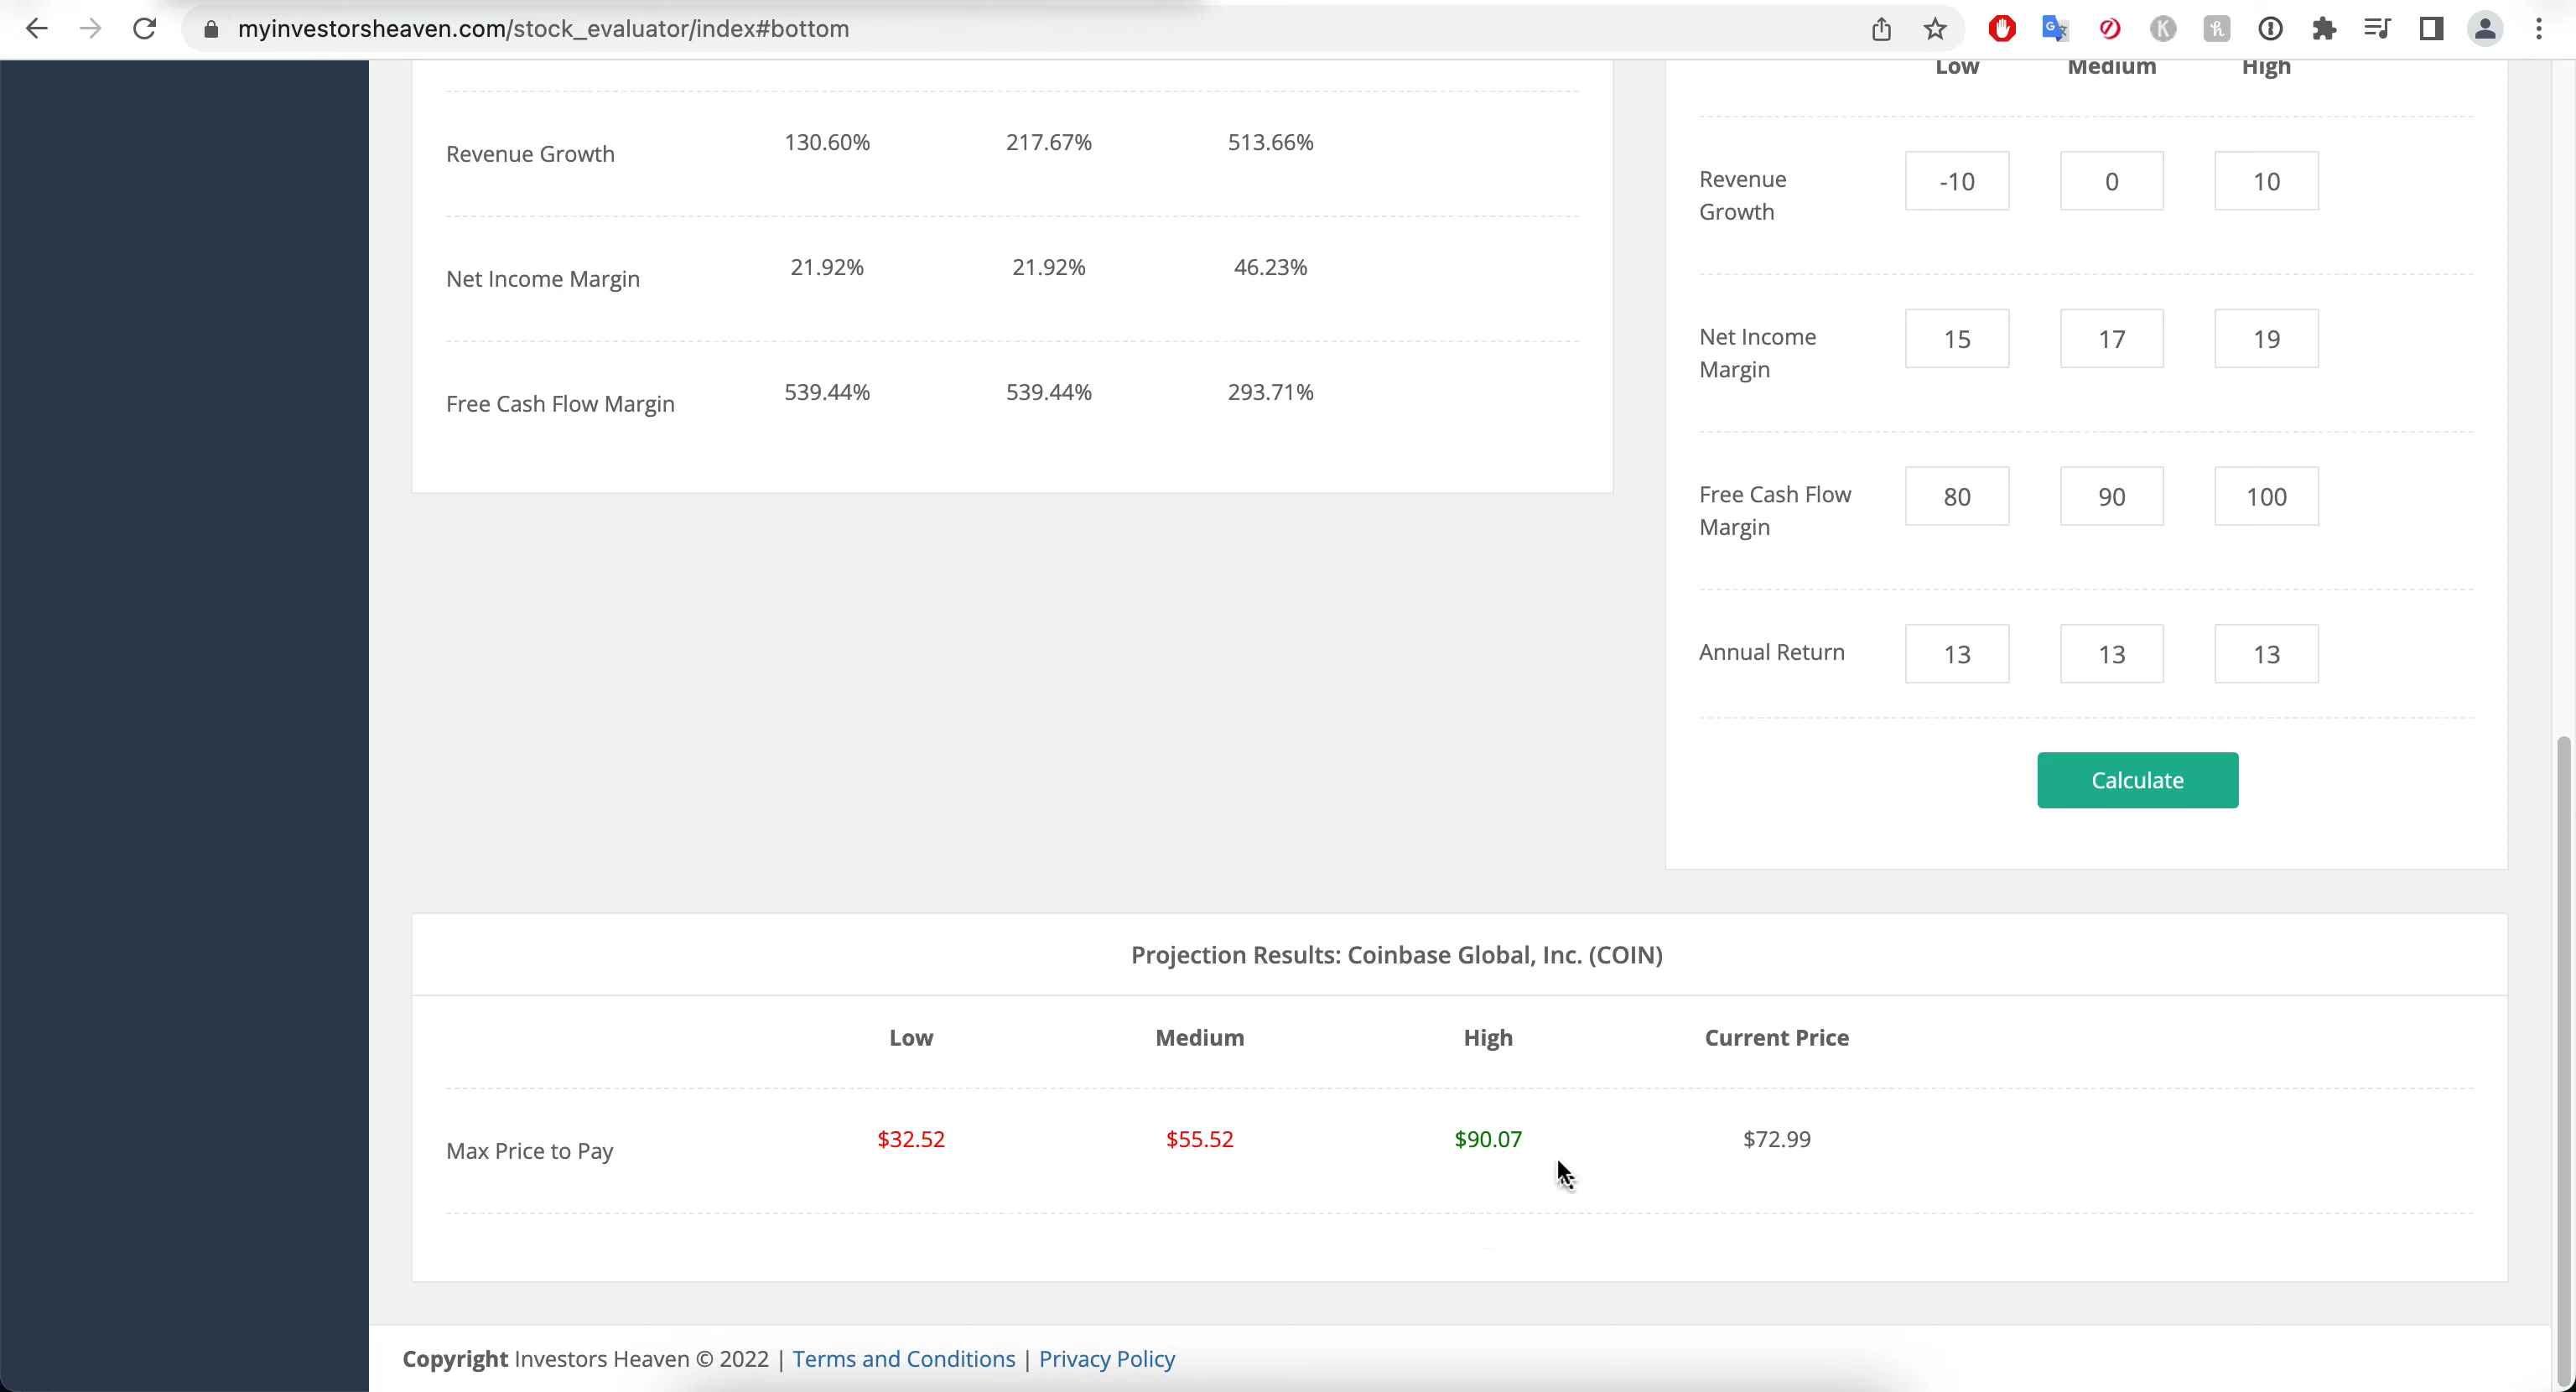 myinvestorsheaven.com/stock_evaluator/index#bottom
Revenue Growth 130.60% 217.67% 513.66%
Net Income Margin 21.92% 21.92% 46.23%
Free Cash Flow Margin 539.44% 539.44% 293.71%
Low Medium High
Revenue
Growth
-10 0 10
Net Income
Margin
15 17 19
Free Cash Flow
Margin
80 90 100
Annual Return 13 13 13
Calculate
Projection Results: Coinbase Global, Inc. (COIN)
Low Medium High Current Price
Max Price to Pay $32.52 $55.52 $90.07 $72.99
Copyright Investors Heaven © 2022 | Terms and Conditions | Privacy Policy